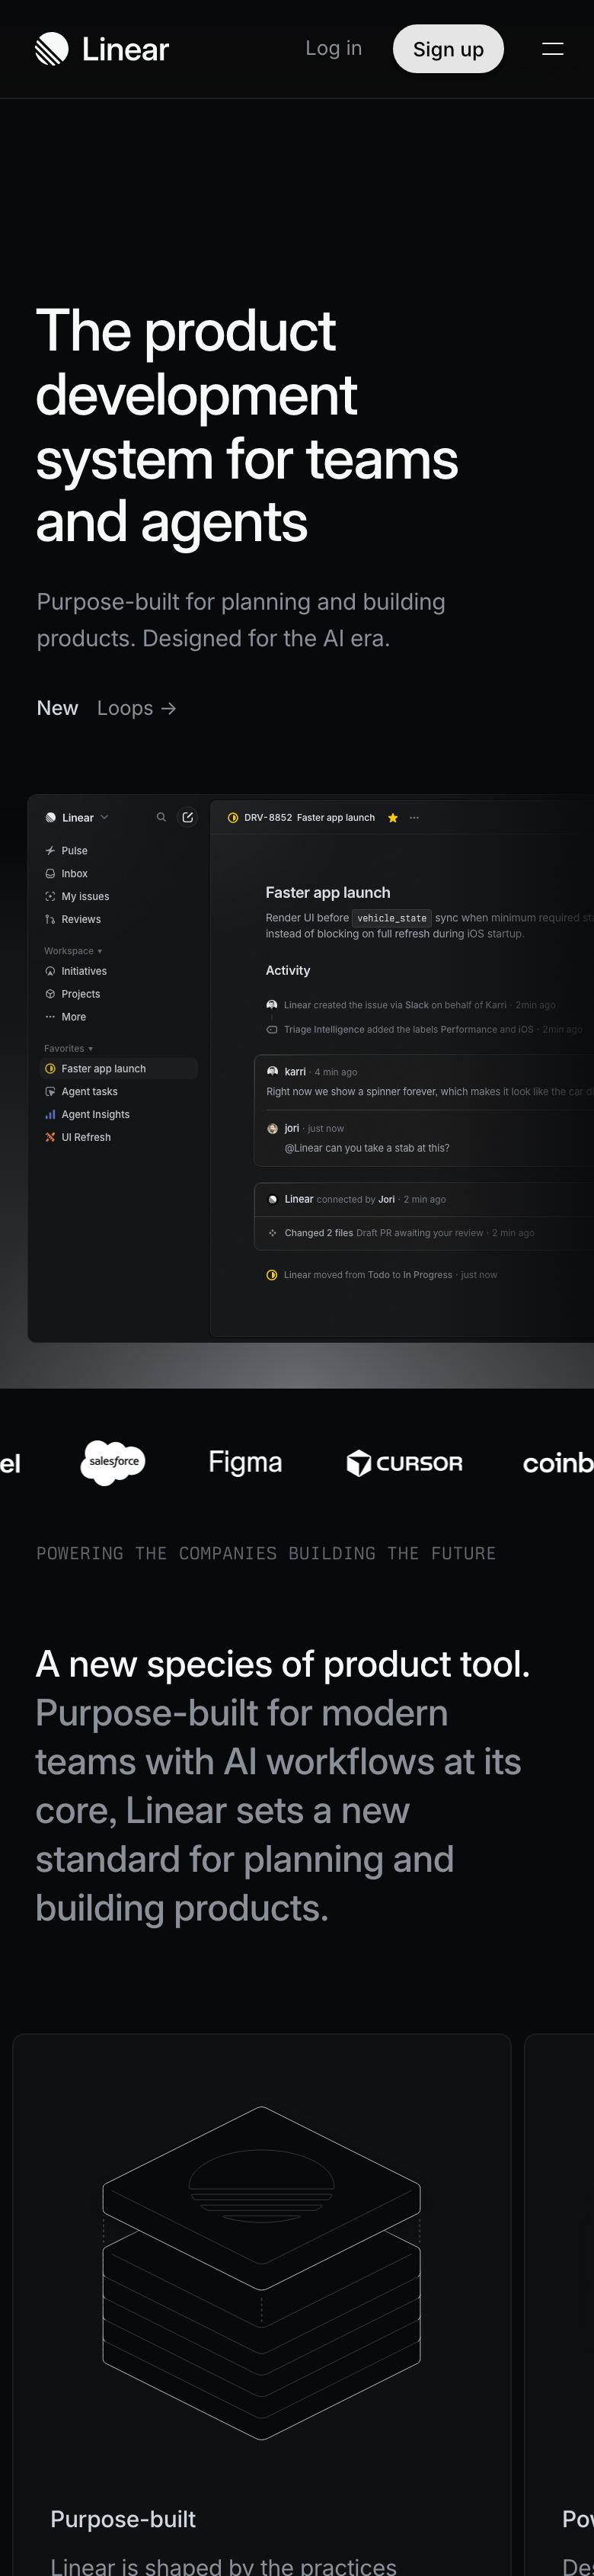 Linear
Log in
Sign up
The product
development
system for teams
and agents
Purpose-built for planning and building
products. Designed for the AI era.
New Loops →
Linear
Pulse
Inbox
My issues
Reviews
Workspace
Initiatives
Projects
More
Favorites
Faster app launch
Agent tasks
Agent Insights
UI Refresh
DRV-8852 Faster app launch
Faster app launch
Render UI before vehicle_state sync when minimum required
instead of blocking on full refresh during iOS startup.
Activity
Linear created the issue via Slack on behalf of Karri · 2min ago
Triage Intelligence added the labels Performance and iOS · 2min ago
karri · 4 min ago
Right now we show a spinner forever, which makes it look like the car
jori · just now
@Linear can you take a stab at this?
Linear connected by Jori · 2 min ago
Changed 2 files Draft PR awaiting your review · 2 min ago
Linear moved from Todo to In Progress · just now
el
salesforce
Figma
CURSOR
coinb
POWERING THE COMPANIES BUILDING THE FUTURE
A new species of product tool.
Purpose-built for modern
teams with AI workflows at its
core, Linear sets a new
standard for planning and
building products.
Purpose-built
Linear is shaped by the practices